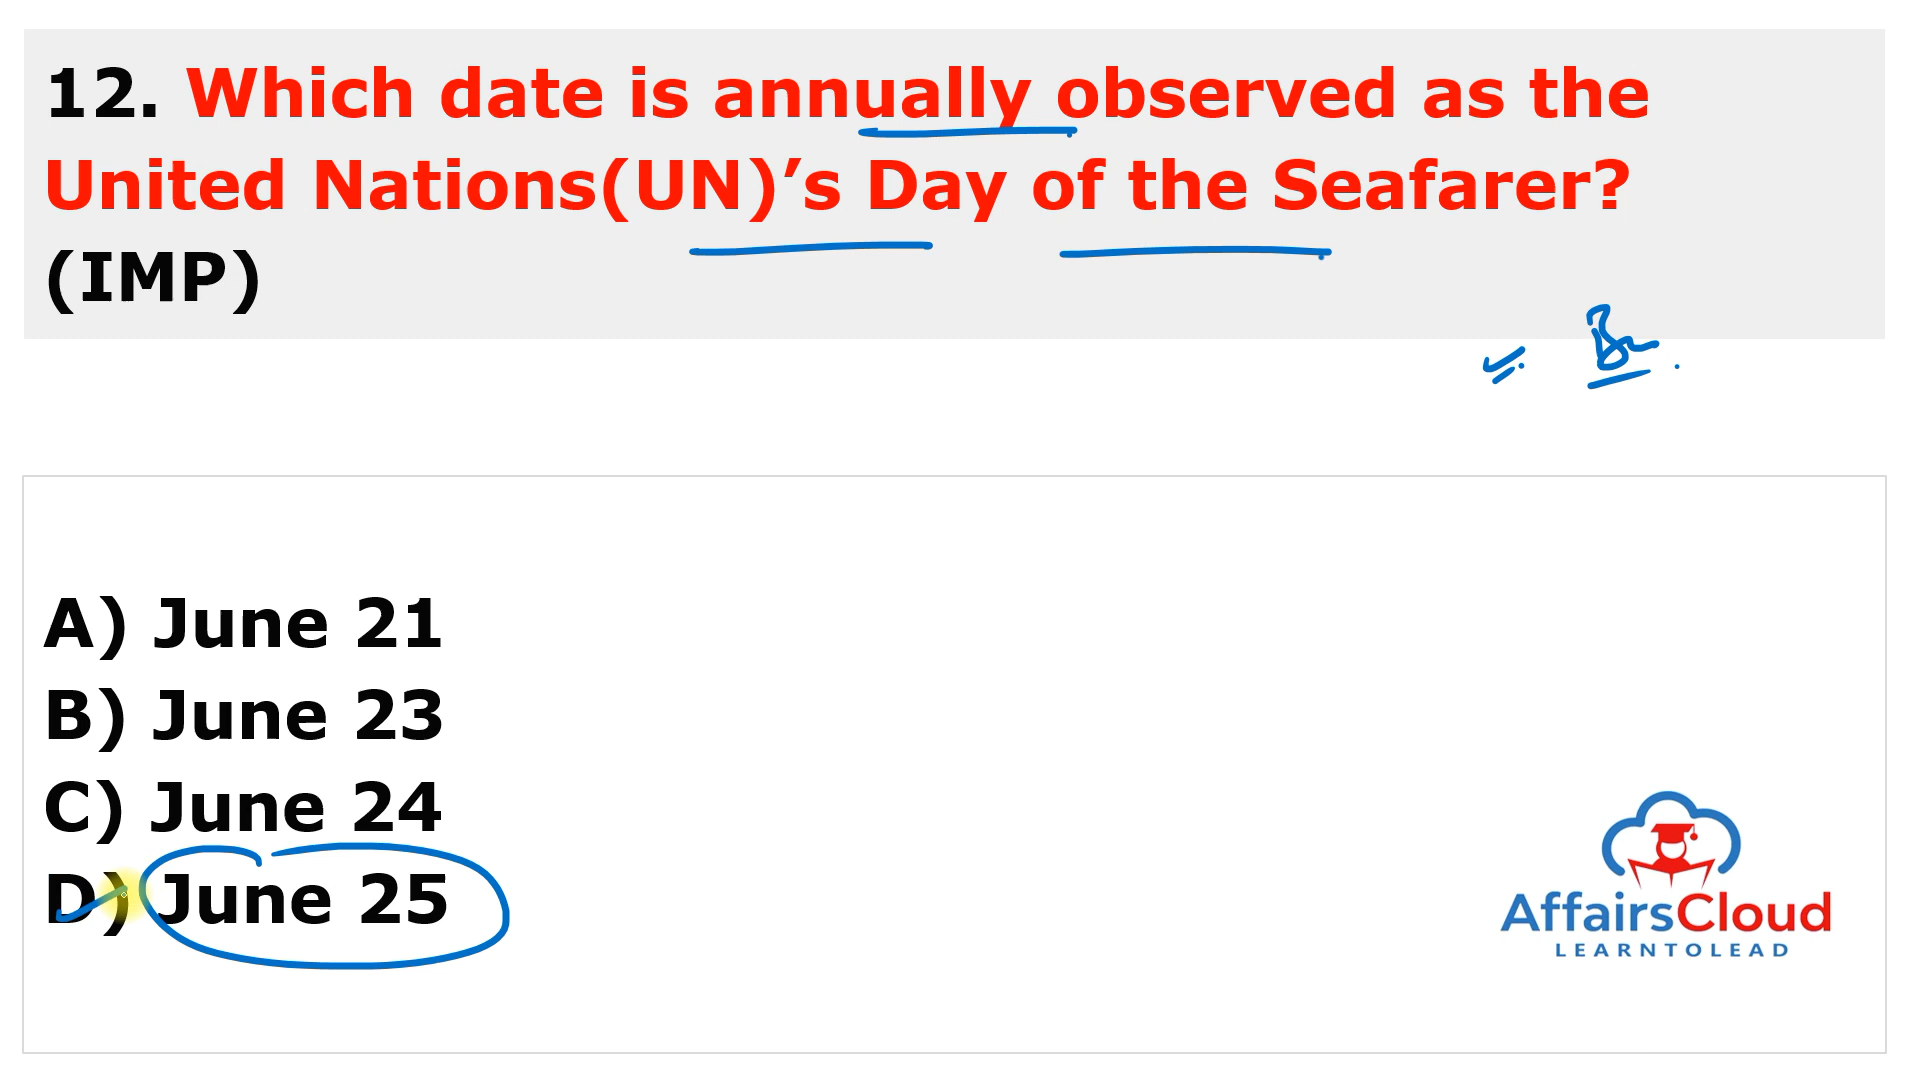 12. Which date is annually observed as the
United Nations(UN)’s Day of the Seafarer?
(IMP)
A) June 21
B) June 23
C) June 24
D) June 25
AffairsCloud
LEARNTOLEAD